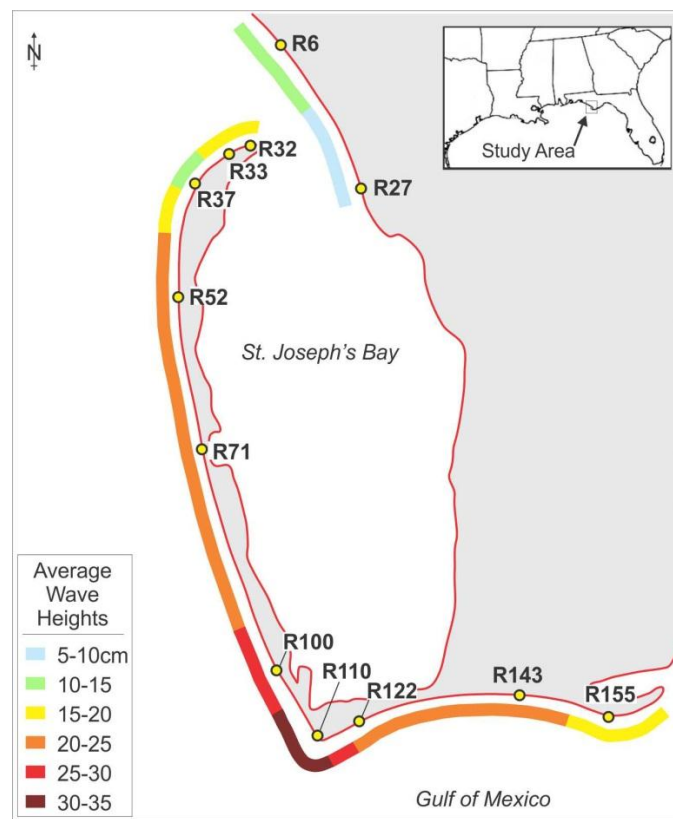 N
R6
Study Area
R32
R33
R37
R27
R52
St. Joseph's Bay
R71
Average
Wave
Heights
5-10cm
10-15
15-20
20-25
25-30
30-35
R100
R110
R122
R143
R155
Gulf of Mexico